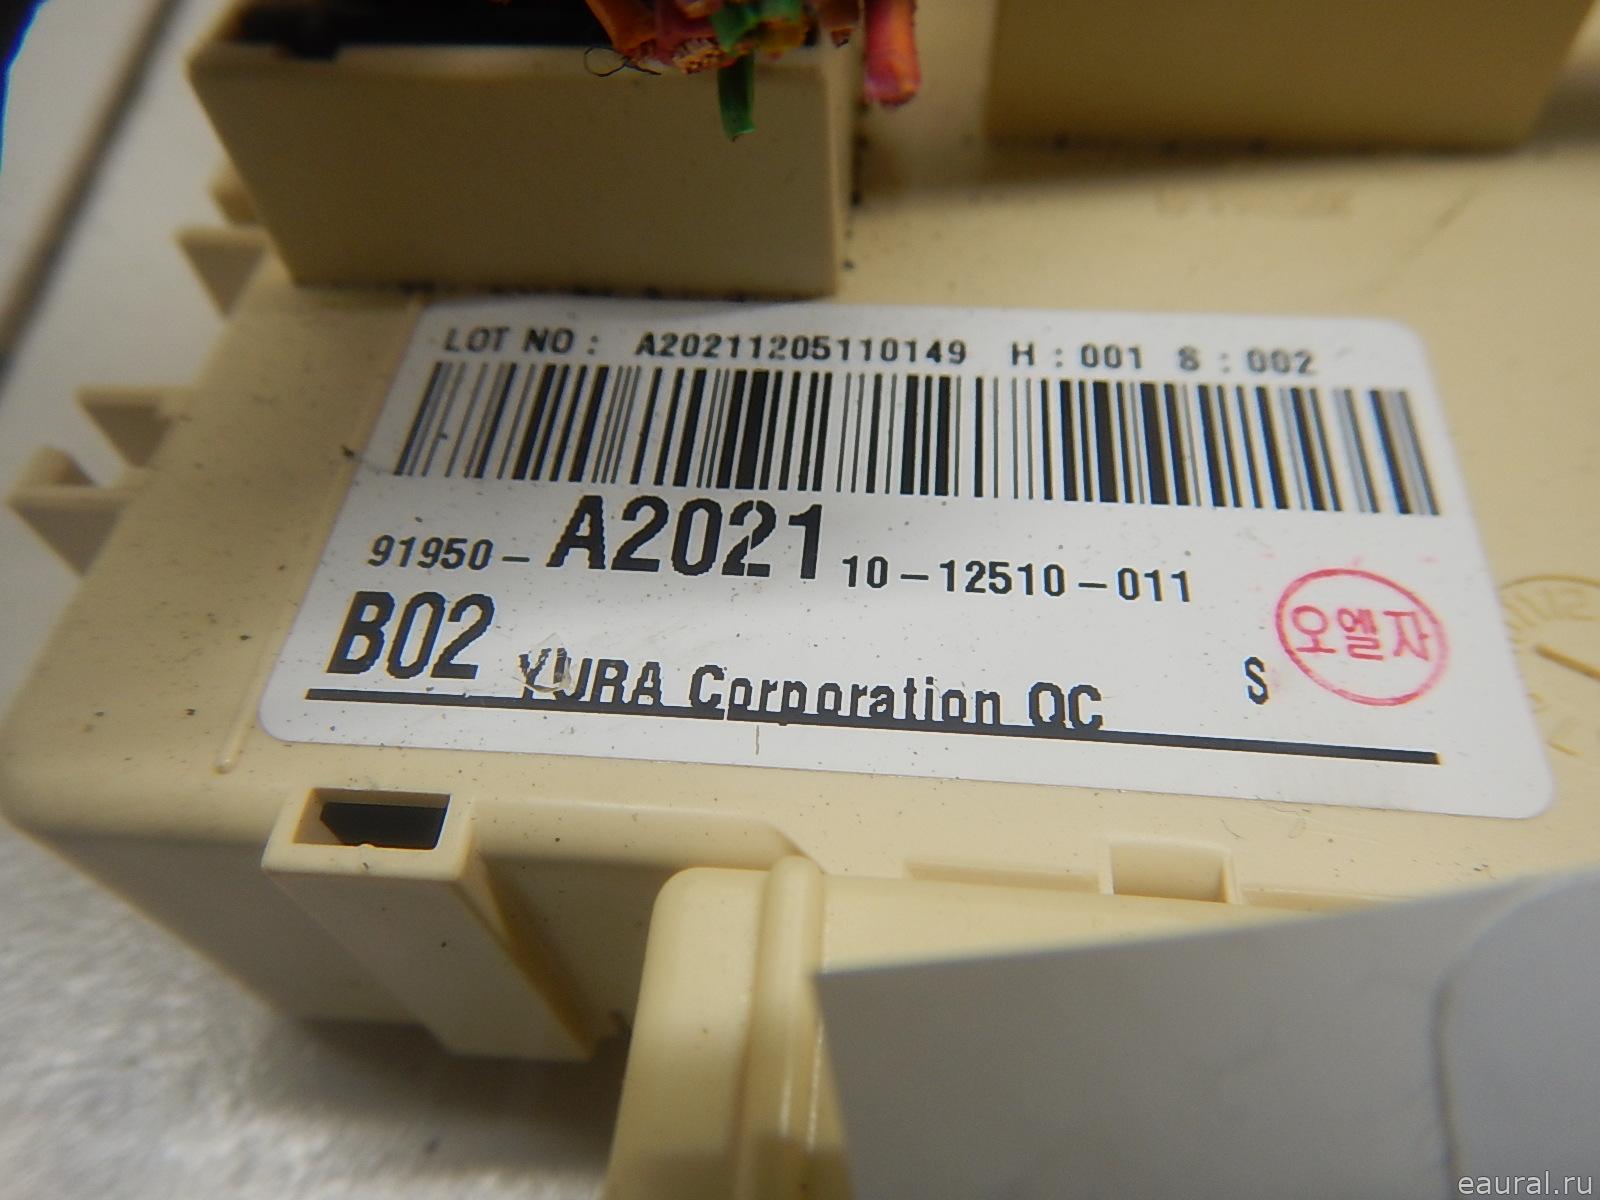 LOT NO : A20211205110149 H : 001 S : 002
91950 - A2021 10 - 12510 - 011
B02 YURA Corporation QC S
오엘자
eaural.ru